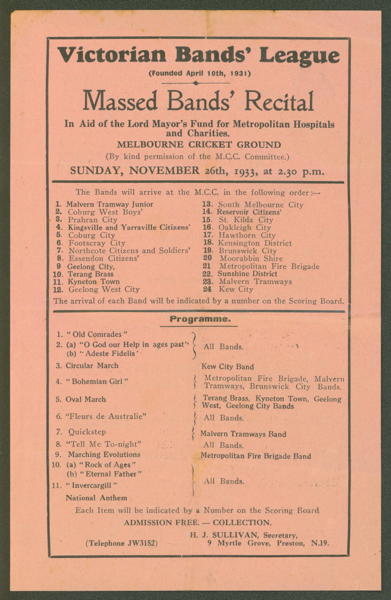 Victorian Bands' League
(Founded April 10th, 1931)
Massed Bands' Recital
In Aid of the Lord Mayor's Fund for Metropolitan Hospitals
and Charities.
MELBOURNE CRICKET GROUND
(By kind permission of the M.C.C. Committee.)
SUNDAY, NOVEMBER 26th, 1933, at 2.30 p.m.
The Bands will arrive at the M.C.C. in the following order:—
1. Malvern Tramway Junior
2. Coburg West Boys'
3. Prahran City
4. Kingsville and Yarraville Citizens'
5. Coburg City
6. Footscray City
7. Northcote Citizens and Soldiers'
8. Essendon Citizens'
9 Geelong City,
10. Terang Brass
11. Kyneton Town
12. Geelong West City
13. South Melbourne City
14. Reservoir Citizens'
15. St. Kilda City
16. Oakleigh City
17. Hawthorn City
18. Kensington District
19. Brunswick City
20 Moorabbin Shire
21 Metropolitan Fire Brigade
22. Sunshine District
23. Malvern Tramways
24 Kew City
The arrival of each Band will be indicated by a number on the Scoring Board.
Programme.
1. "Old Comrades"
2. (a) "O God our Help in ages past"
(b) "Adeste Fidelis'
All Bands.
3. Circular March
Kew City Band
4. "Bohemian Girl"
Metropolitan Fire Brigade, Malvern
Tramways, Brunswick City Bands.
5. Oval March
Terang Brass, Kyneton Town, Geelong
West, Geelong City Bands
6. "Fleurs de Australie"
All Bands.
7. Quickstep
Malvern Tramways Band
8. "Tell Me To-night"
All Bands.
9. Marching Evolutions
Metropolitan Fire Brigade Band
10. (a) "Rock of Ages"
(b) "Eternal Father"
11. "Invercargill"
All Bands.
National Anthem
Each Item will be indicated by a Number on the Scoring Board
ADMISSION FREE. — COLLECTION.
H. J. SULLIVAN, Secretary,
(Telephone JW3152)
9 Myrtle Grove, Preston, N.19.